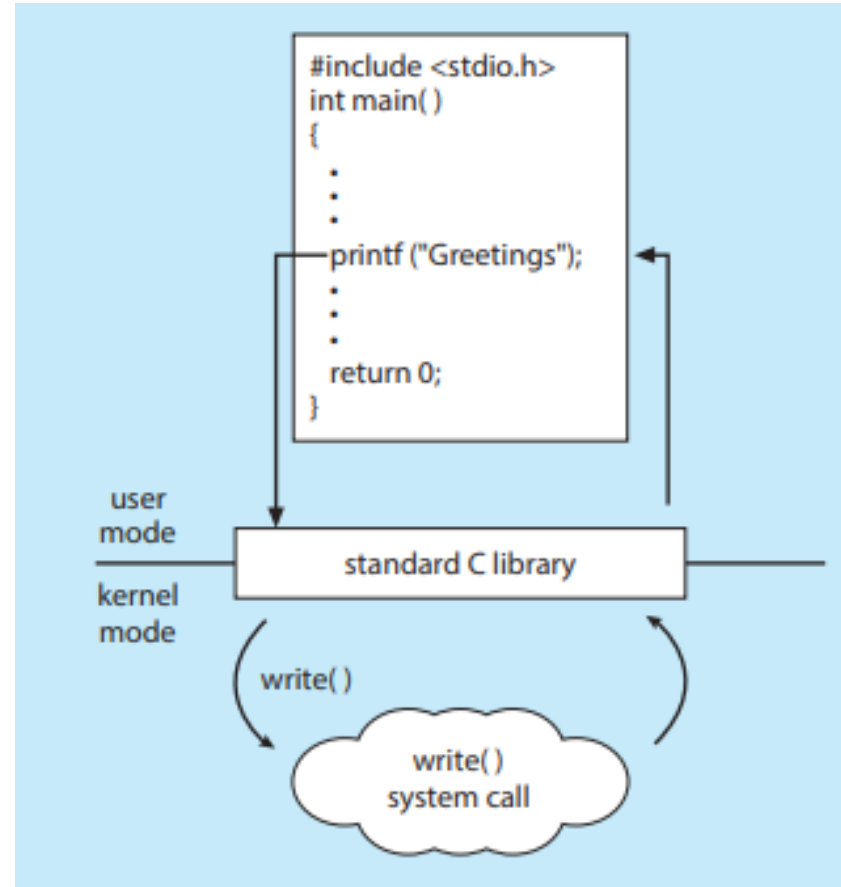 #include <stdio.h>
int main( )
{
•
•
•
printf ("Greetings");
•
•
•
return 0;
}
user
mode
standard C library
kernel
mode
write( )
write( )
system call